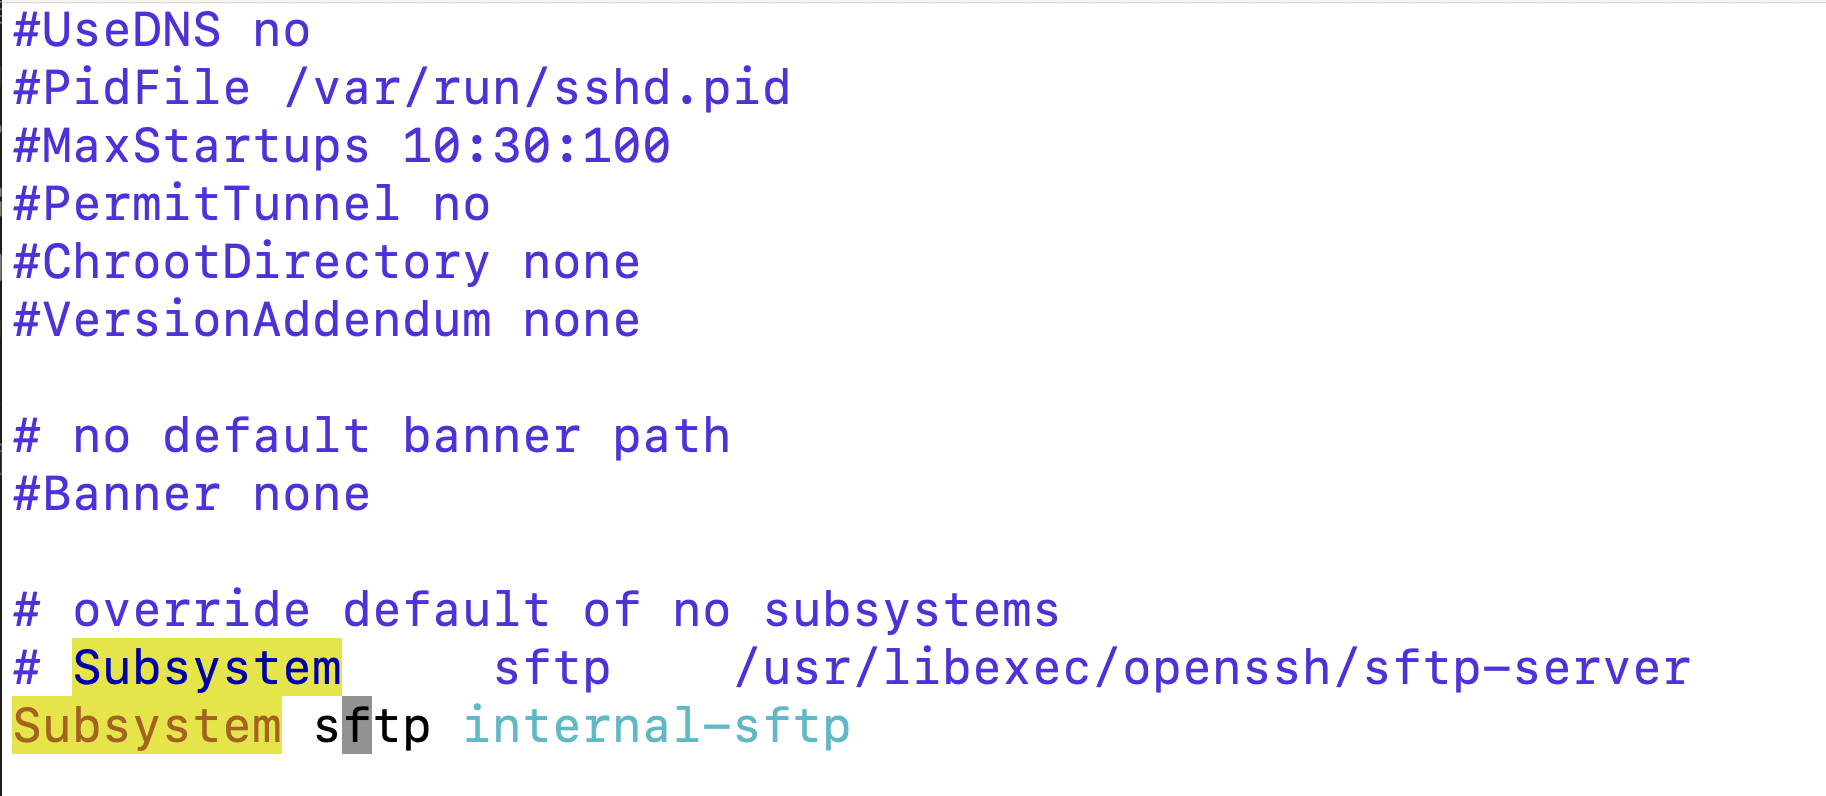 #UseDNS no
#PidFile /var/run/sshd.pid
#MaxStartups 10:30:100
#PermitTunnel no
#ChrootDirectory none
#VersionAddendum none
# no default banner path
#Banner none
# override default of no subsystems
# Subsystem     sftp    /usr/libexec/openssh/sftp-server
Subsystem sftp internal-sftp